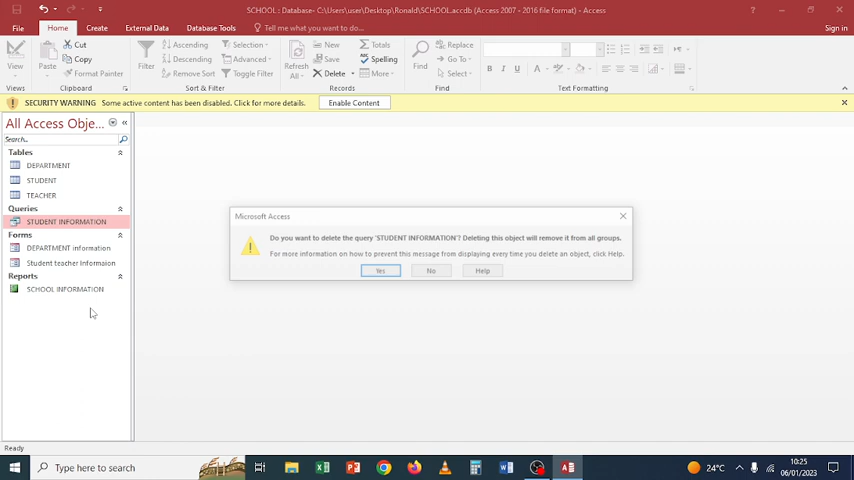 SCHOOL : Database- C:\Users\user\Desktop\Ronald\SCHOOL.accdb (Access 2007 - 2016 file format) - Access
Sign in
File Home Create External Data Database Tools Tell me what you want to do...
View
Views
Paste
Cut
Copy
Format Painter
Clipboard
Filter
Ascending
Descending
Remove Sort
Selection
Advanced
Toggle Filter
Sort & Filter
Refresh All
New
Save
Delete
Totals
Spelling
More
Records
Find
Replace
Go To
Select
Find
B I U A
Text Formatting
SECURITY WARNING Some active content has been disabled. Click for more details. Enable Content
All Access Obje...
Search...
Tables
DEPARTMENT
STUDENT
TEACHER
Queries
STUDENT INFORMATION
Forms
DEPARTMENT information
Student teacher Informaion
Reports
SCHOOL INFORMATION
Microsoft Access
Do you want to delete the query 'STUDENT INFORMATION'? Deleting this object will remove it from all groups.
For more information on how to prevent this message from displaying every time you delete an object, click Help.
Yes No Help
Ready
Type here to search
24°C
10:25
06/01/2023